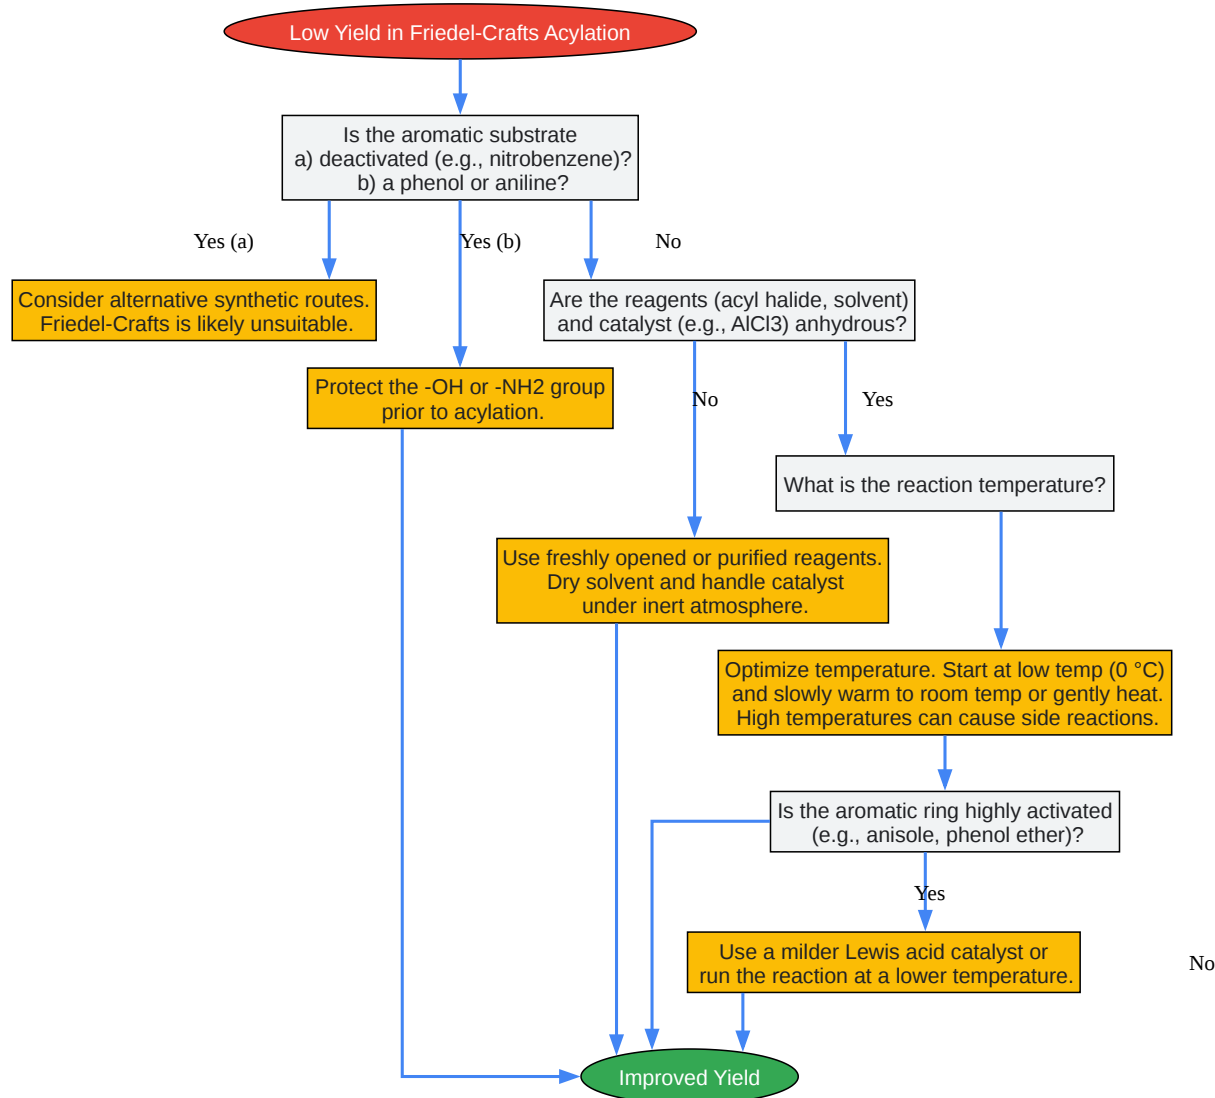 Low Yield in Friedel-Crafts Acylation
Is the aromatic substrate
a) deactivated (e.g., nitrobenzene)?
b) a phenol or aniline?
Yes (a)
Yes (b)
No
Consider alternative synthetic routes.
Friedel-Crafts is likely unsuitable.
Are the reagents (acyl halide, solvent)
and catalyst (e.g., AlCl3) anhydrous?
Protect the -OH or -NH2 group
prior to acylation.
No
Yes
What is the reaction temperature?
Use freshly opened or purified reagents.
Dry solvent and handle catalyst
under inert atmosphere.
Optimize temperature. Start at low temp (0 °C)
and slowly warm to room temp or gently heat.
High temperatures can cause side reactions.
Is the aromatic ring highly activated
(e.g., anisole, phenol ether)?
Yes
Use a milder Lewis acid catalyst or
run the reaction at a lower temperature.
No
Improved Yield